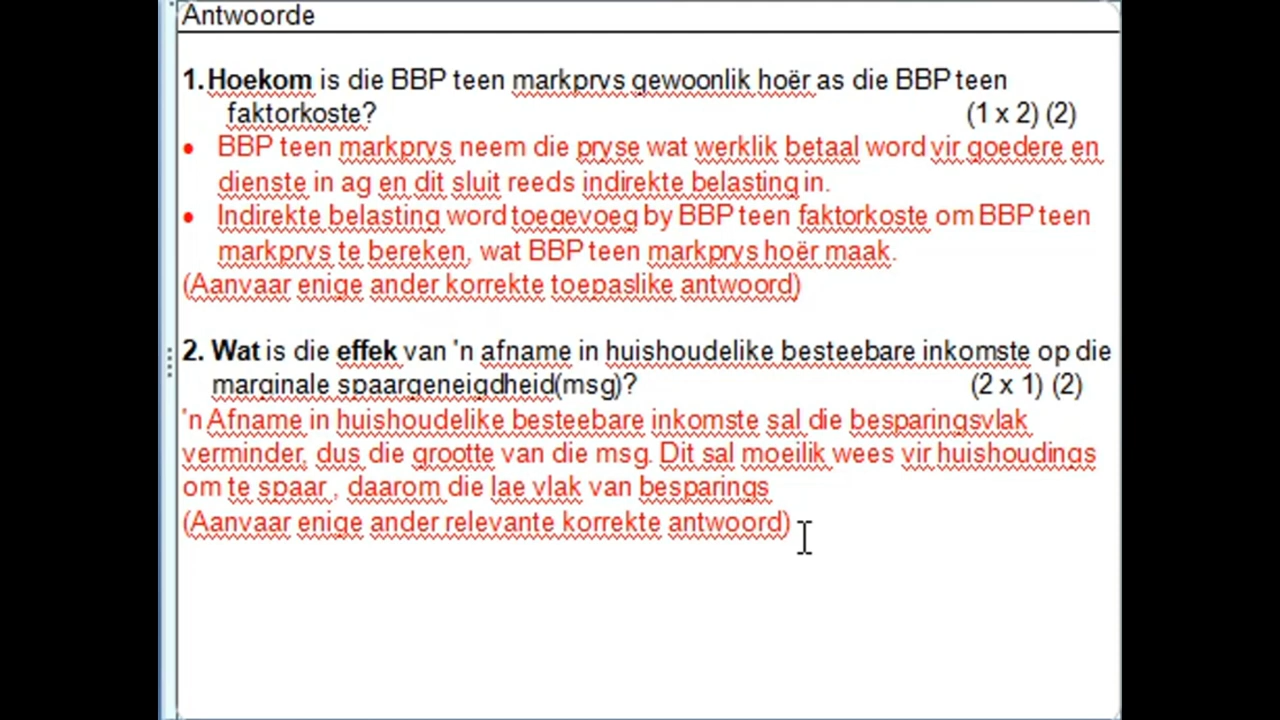 Antwoorde
1. Hoekom is die BBP teen markprys gewoonlik hoër as die BBP teen
faktorkoste? (1 x 2) (2)
• BBP teen markprys neem die pryse wat werklik betaal word vir goedere en
dienste in ag en dit sluit reeds indirekte belasting in.
• Indirekte belasting word toegevoeg by BBP teen faktorkoste om BBP teen
markprys te bereken, wat BBP teen markprys hoër maak.
(Aanvaar enige ander korrekte toepaslike antwoord)
2. Wat is die effek van 'n afname in huishoudelike besteebare inkomste op die
marginale spaargeneigdheid(msg)? (2 x 1) (2)
'n Afname in huishoudelike besteebare inkomste sal die besparingsvlak
verminder, dus die grootte van die msg. Dit sal moeilik wees vir huishoudings
om te spaar , daarom die lae vlak van besparings
(Aanvaar enige ander relevante korrekte antwoord)